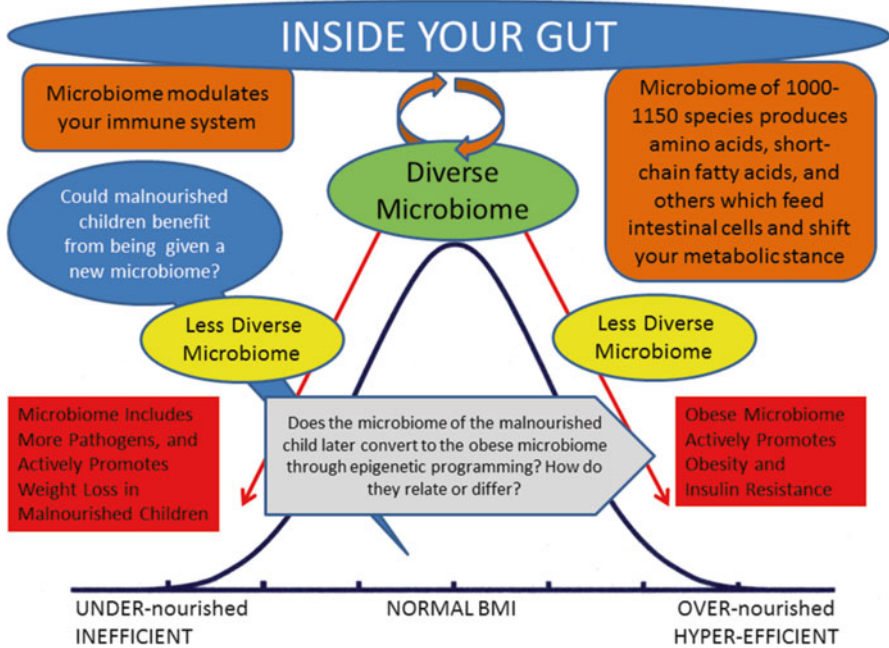 INSIDE YOUR GUT
Microbiome modulates
your immune system
Diverse
Microbiome
Microbiome of 1000-
1150 species produces
amino acids, short-
chain fatty acids, and
others which feed
intestinal cells and shift
your metabolic stance
Could malnourished
children benefit
from being given a
new microbiome?
Less Diverse
Microbiome
Less Diverse
Microbiome
Microbiome Includes
More Pathogens, and
Actively Promotes
Weight Loss in
Malnourished Children
Does the microbiome of the malnourished
child later convert to the obese microbiome
through epigenetic programming? How do
they relate or differ?
Obese Microbiome
Actively Promotes
Obesity and
Insulin Resistance
UNDER-nourished
INEFFICIENT
NORMAL BMI
OVER-nourished
HYPER-EFFICIENT